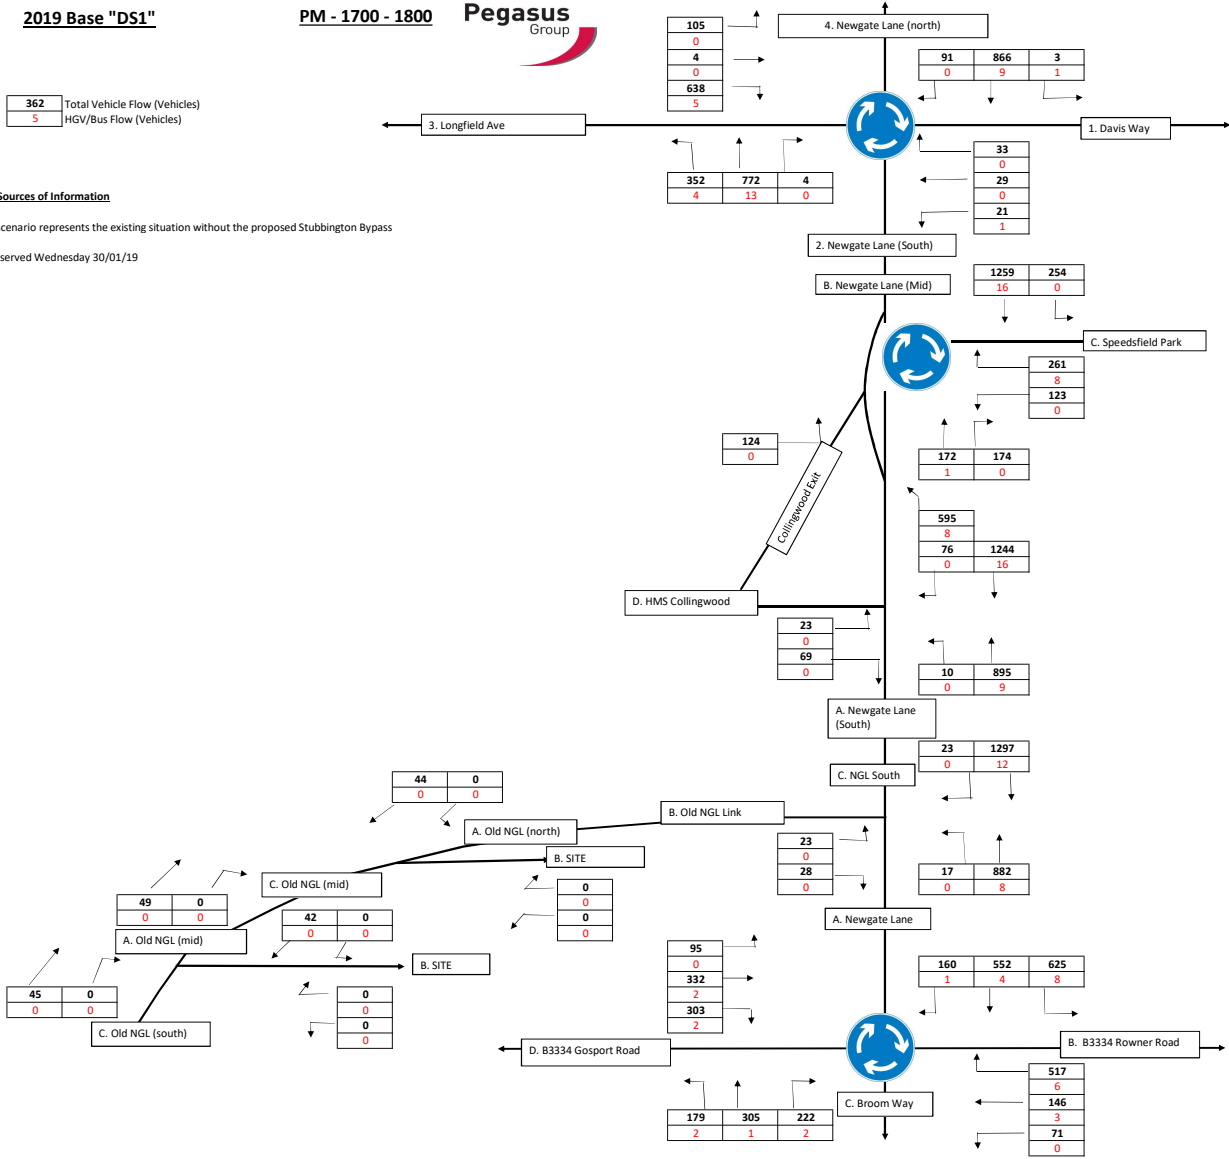 2019 Base "DS1"
PM - 1700 - 1800
Pegasus
Group
362 Total Vehicle Flow (Vehicles)
5 HGV/Bus Flow (Vehicles)
Sources of Information
cenario represents the existing situation without the proposed Stubbington Bypass
served Wednesday 30/01/19
105
0
4
0
638
5
4. Newgate Lane (north)
91 866 3
0 9 1
3. Longfield Ave
1. Davis Way
352 772 4
4 13 0
33
0
29
0
21
1
2. Newgate Lane (South)
B. Newgate Lane (Mid)
1259 254
16 0
C. Speedsfield Park
261
8
123
0
124
0
172 174
1 0
Collingwood Exit
595
8
76 1244
0 16
D. HMS Collingwood
23
0
69
0
10 895
0 9
A. Newgate Lane
(South)
23 1297
0 12
C. NGL South
44 0
0 0
B. Old NGL Link
A. Old NGL (north)
23
0
28
0
17 882
0 8
B. SITE
C. Old NGL (mid)
0
0
0
0
49 0
0 0
42 0
0 0
A. Newgate Lane
A. Old NGL (mid)
B. SITE
95
0
332
2
303
2
160 552 625
1 4 8
45 0
0 0
0
0
0
0
C. Old NGL (south)
D. B3334 Gosport Road
B. B3334 Rowner Road
C. Broom Way
179 305 222
2 1 2
517
6
146
3
71
0